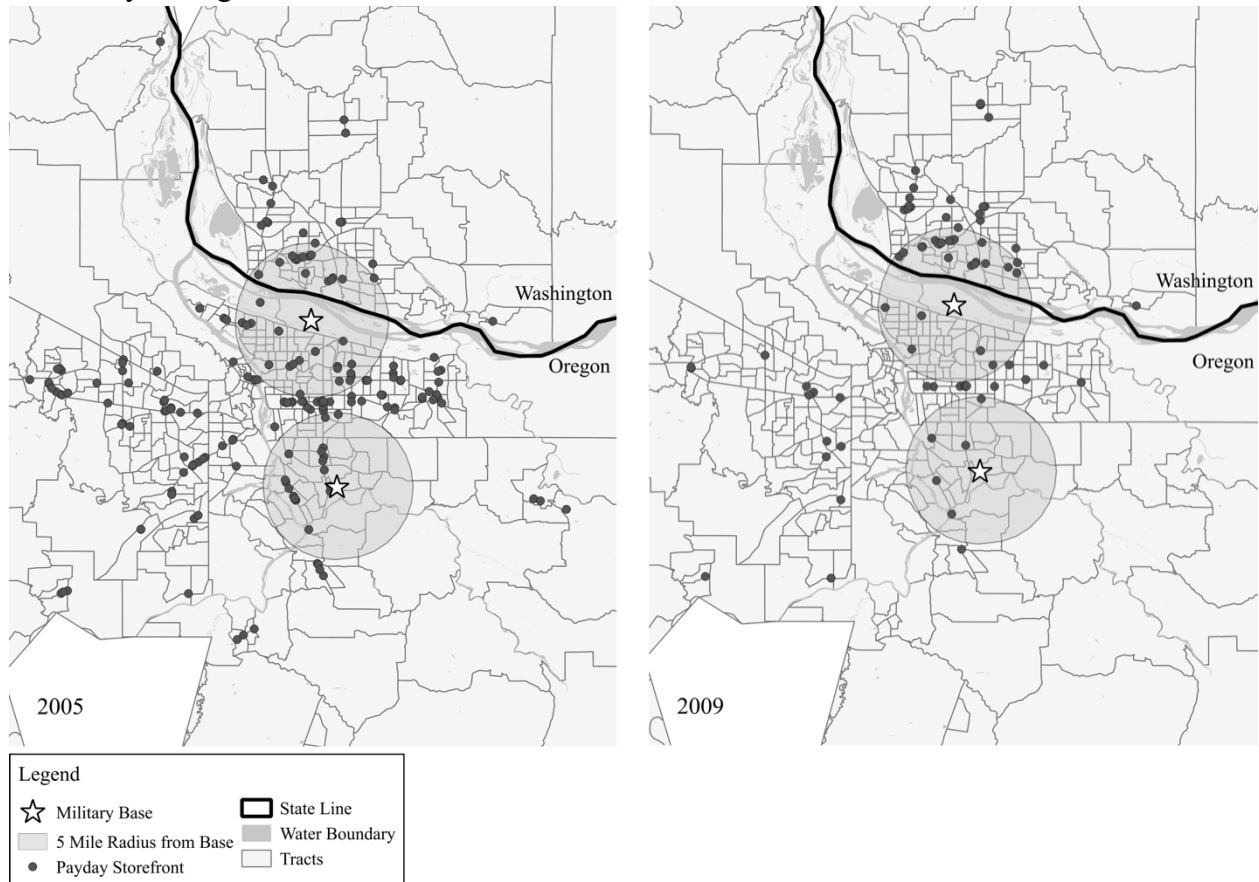 Washington
Oregon
2005
Washington
Oregon
2009
Legend
Military Base
5 Mile Radius from Base
Payday Storefront
State Line
Water Boundary
Tracts